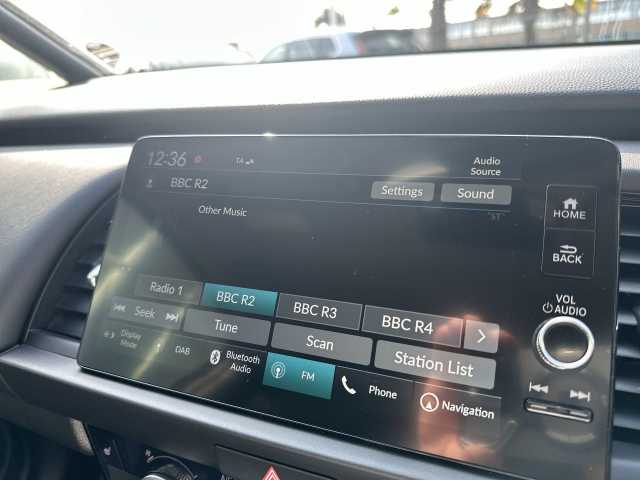 12:36 TA Audio Source
BBC R2 Settings Sound
Other Music "ST"
HOME
BACK
Radio 1 BBC R2 BBC R3 BBC R4
VOL
AUDIO
Seek Tune Scan Station List
Display Mode DAB Bluetooth Audio FM Phone Navigation